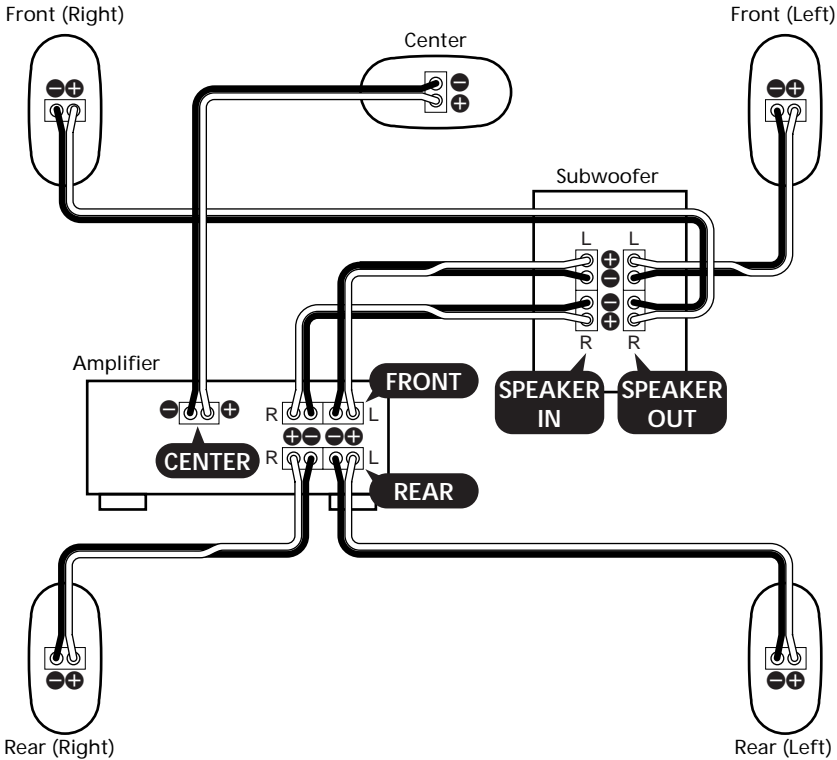 Front (Right)
Front (Left)
Center
− +
−
+
− +
Subwoofer
L L
+
−
−
+
R R
SPEAKER
IN
SPEAKER
OUT
Amplifier
FRONT
− +
R L
CENTER
+ − − +
R L
REAR
− +
− +
Rear (Right)
Rear (Left)